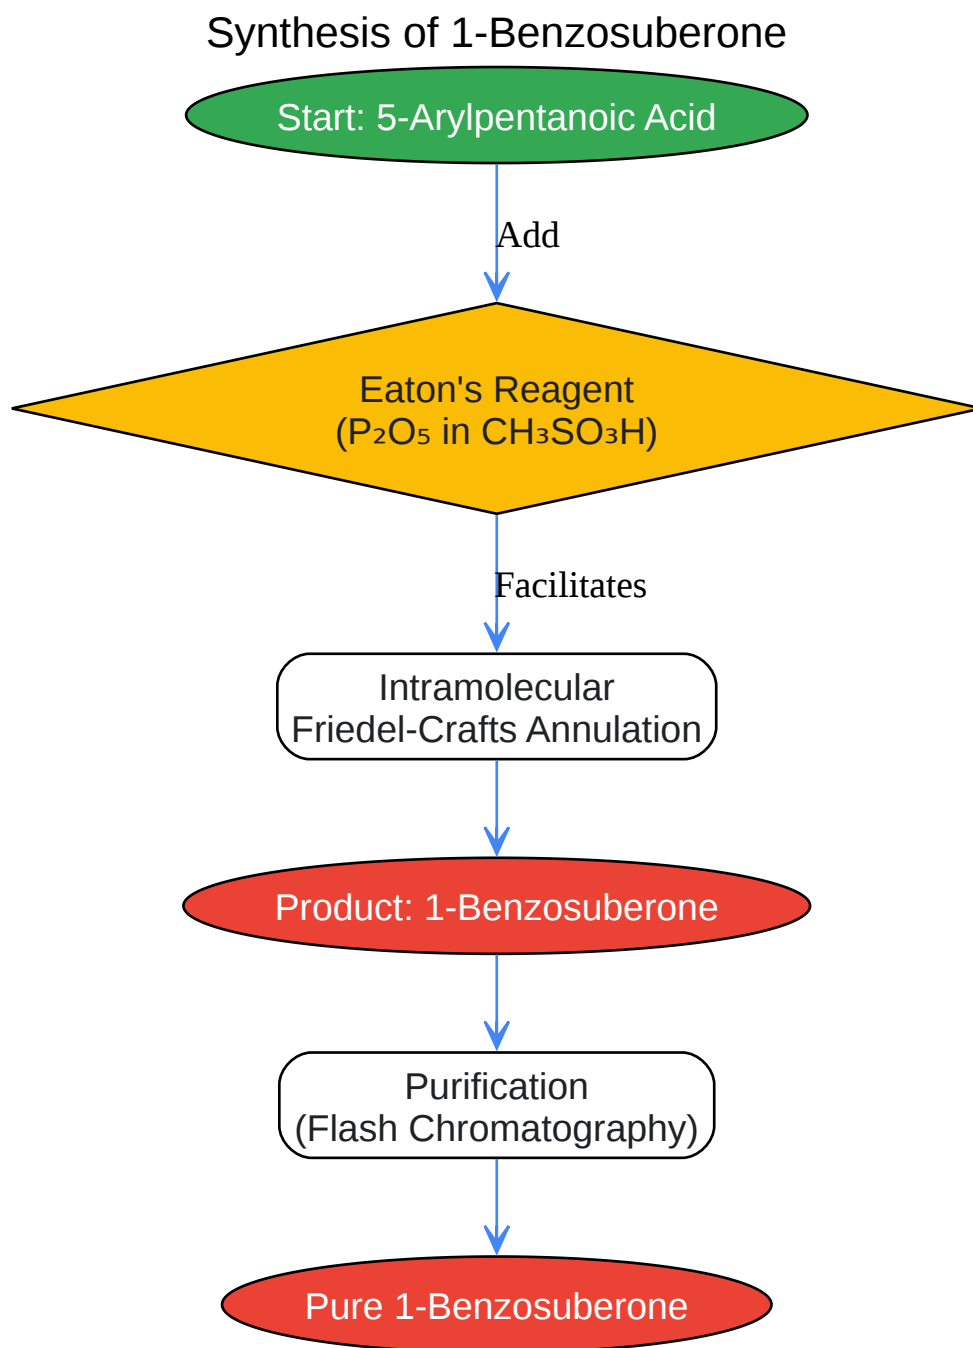 Synthesis of 1-Benzosuberone
Start: 5-Arylpentanoic Acid
Add
Eaton's Reagent
(P₂O₅ in CH₃SO₃H)
Facilitates
Intramolecular
Friedel-Crafts Annulation
Product: 1-Benzosuberone
Purification
(Flash Chromatography)
Pure 1-Benzosuberone